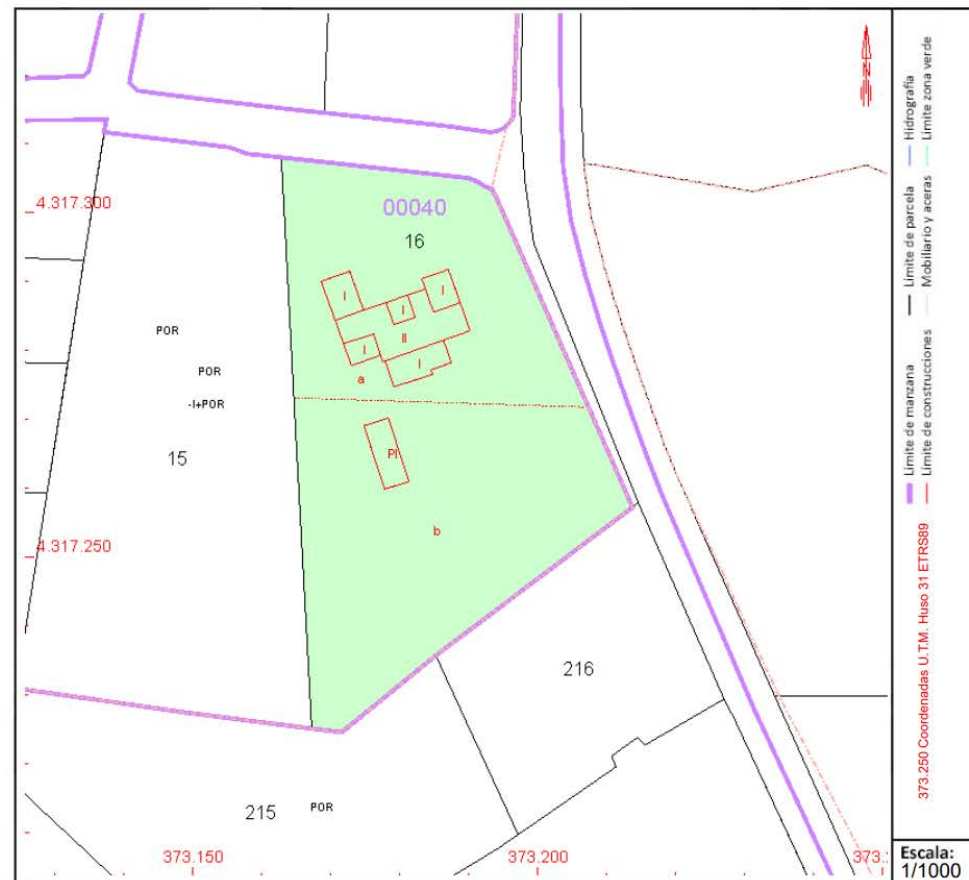 N
4.317.300
00040
16
I
I
I
II
I
I
a
POR
POR
-I+POR
15
PI
b
4.317.250
216
215
POR
373.150
373.200
Límite de manzana
Límite de parcela
Hidrografía
Límite de construcciones
Mobiliario y aceras
Límite zona verde
373.250 Coordenadas U.T.M. Huso 31 ETRS89
Escala:
1/1000